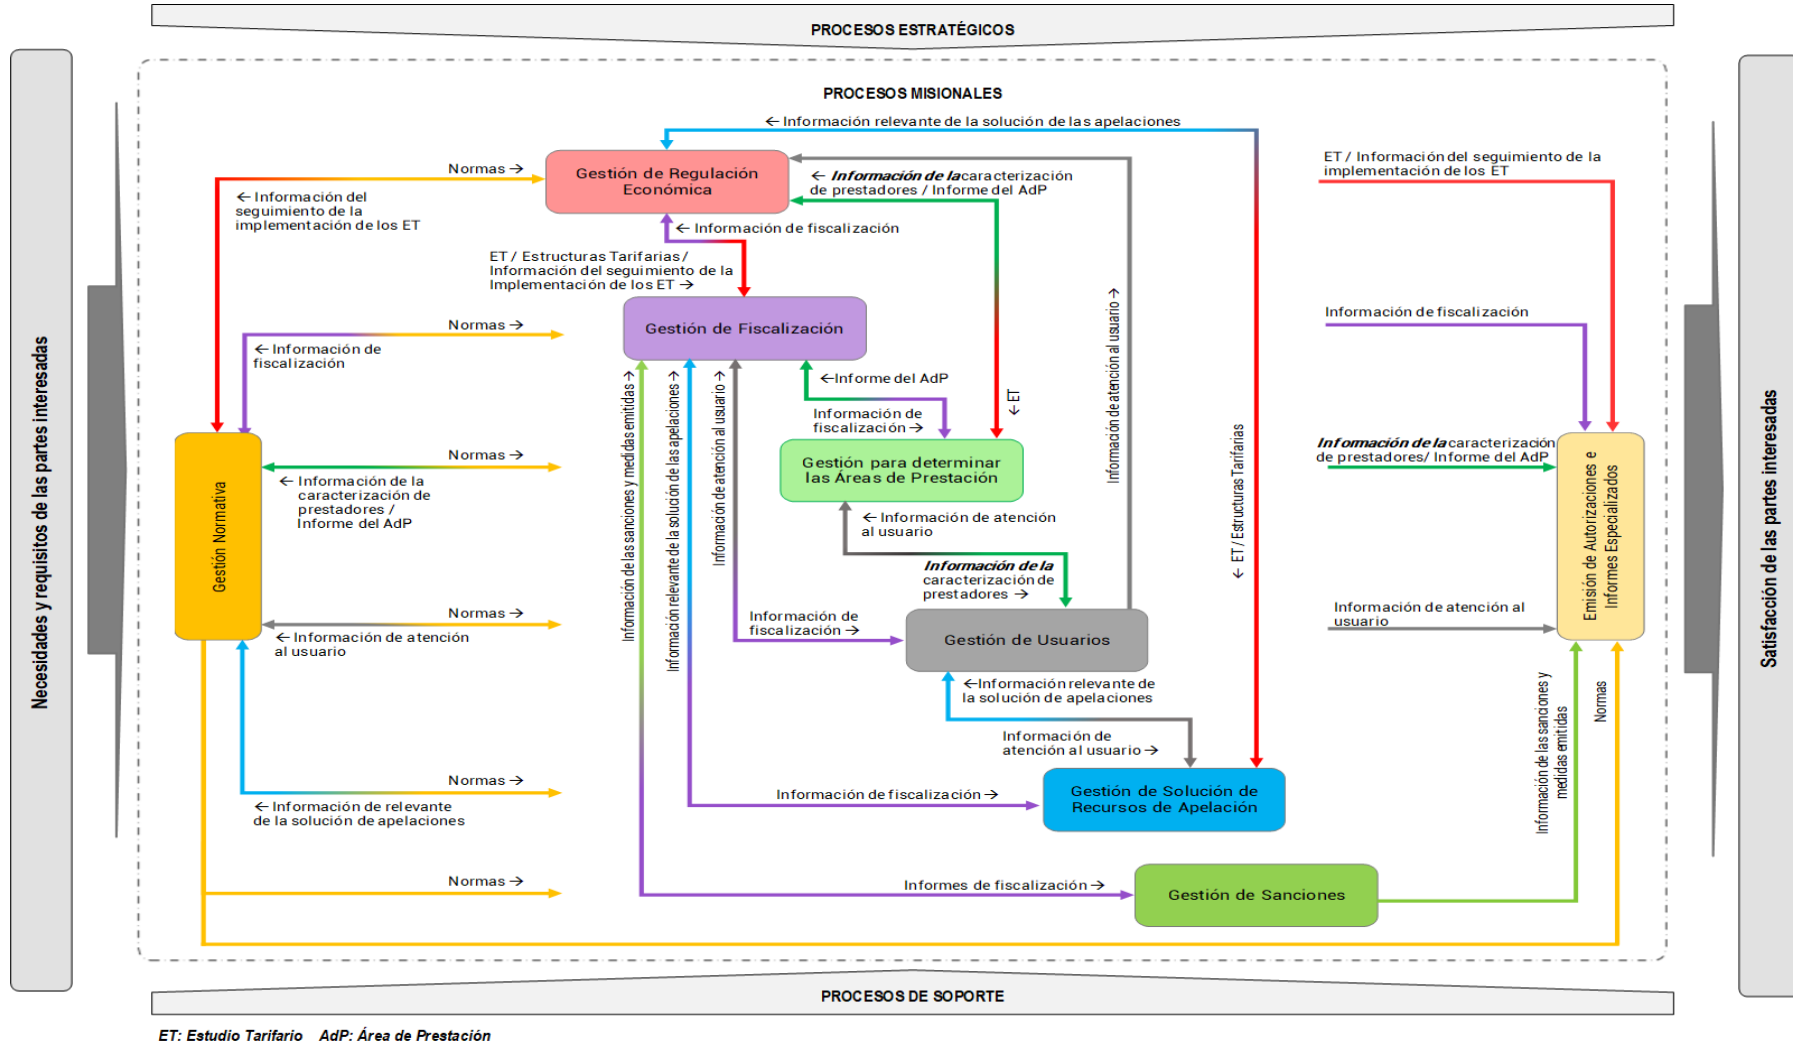 PROCESOS ESTRATÉGICOS
Necesidades y requisitos de las partes interesadas
PROCESOS MISIONALES
← Información relevante de la solución de las apelaciones
Normas →
← Información del
seguimiento de la
implementación de los ET
Gestión de Regulación
Económica
← Información de la caracterización
de prestadores / Informe del AdP
ET / Información del seguimiento de la
implementación de los ET
← Información de fiscalización
ET / Estructuras Tarifarias /
Información del seguimiento de la
Implementación de los ET →
Normas →
← Información de
fiscalización
Gestión de Fiscalización
Información de fiscalización
Información de las sanciones y medidas emitidas →
Información relevante de la solución de las apelaciones →
Información de atención al usuario →
←Informe del AdP
Información de
fiscalización →
← ET
Información de atención al usuario →
← ET / Estructuras Tarifarias
Normas →
← Información de la
caracterización de
prestadores /
Informe del AdP
Gestión Normativa
Gestión para determinar
las Áreas de Prestación
← Información de atención
al usuario
Información de la
caracterización de
prestadores →
Información de la caracterización
de prestadores/ Informe del AdP
Emisión de Autorizaciones e
Informes Especializados
Normas →
← Información de atención
al usuario
Información de
fiscalización →
Gestión de Usuarios
Información de atención al
usuario
←Información relevante de
la solución de apelaciones
Información de
atención al usuario →
Información de las sanciones y
medidas emitidas
Normas
Normas →
← Información de relevante
de la solución de apelaciones
Información de fiscalización →
Gestión de Solución de
Recursos de Apelación
Normas →
Informes de fiscalización →
Gestión de Sanciones
Satisfacción de las partes interesadas
PROCESOS DE SOPORTE
ET: Estudio Tarifario AdP: Área de Prestación